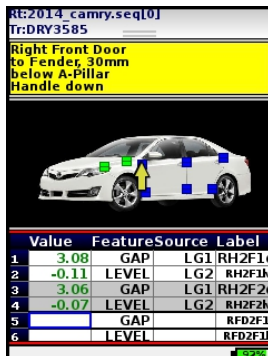 Rt:2014_camry.seq[0]
Tr:DRY3585
Right Front Door
to Fender, 30mm
below A-Pillar
Handle down
Value Feature Source Label
1 3.08 GAP LG1 RH2F1
2 -0.11 LEVEL LG2 RH2F1
3 3.06 GAP LG1 RH2F2
4 -0.07 LEVEL LG2 RH2F2
5 GAP RFD2F1
6 LEVEL RFD2F1
93%